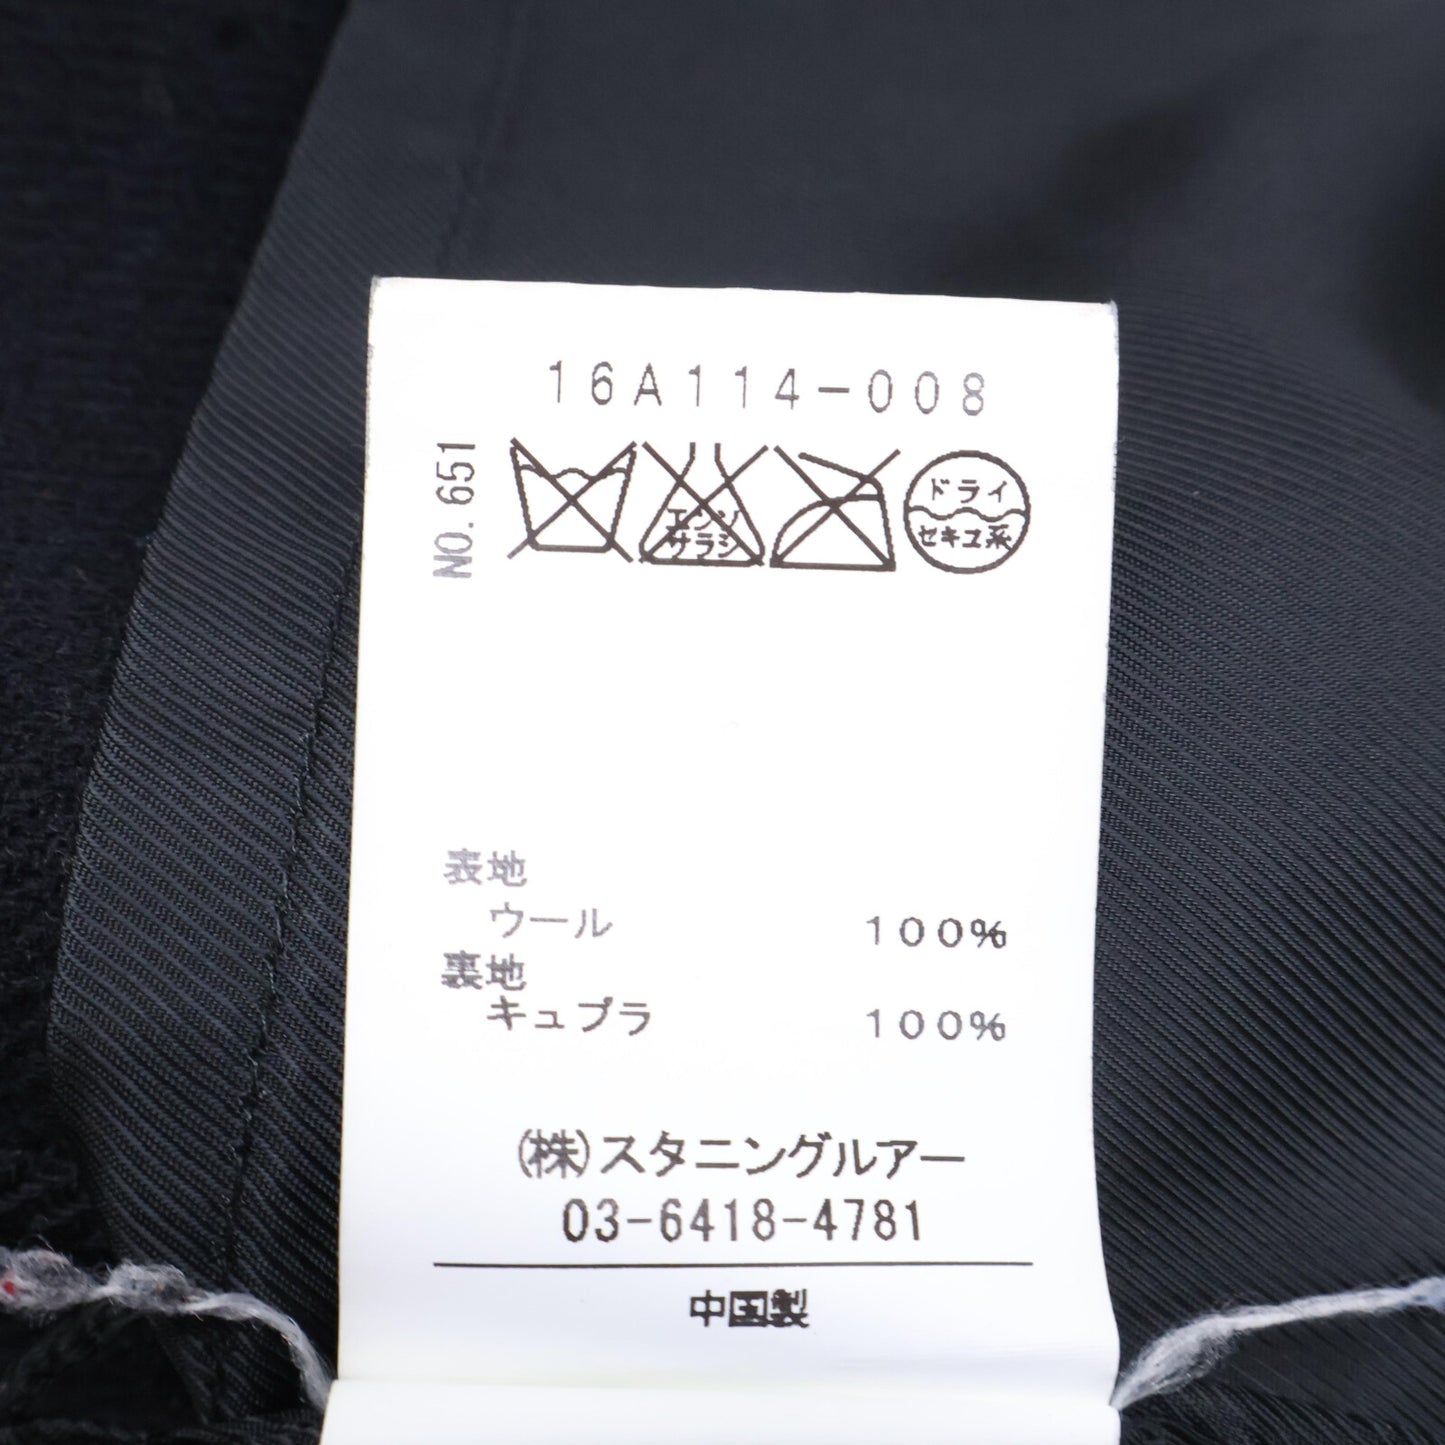 16A114-008
NO. 651
エンソ
サラシ
ドライ
セキユ系
表地
ウール 100%
裏地
キュプラ 100%
(株)スタニングルアー
03-6418-4781
中国製